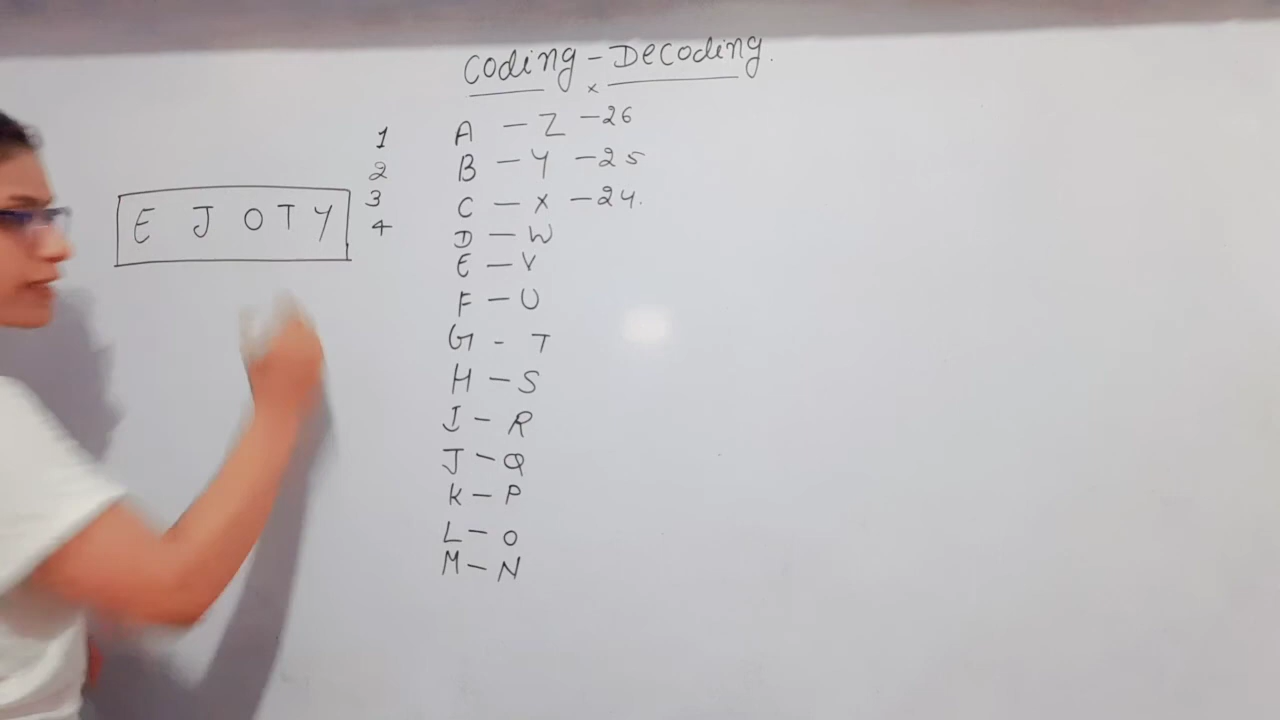 Coding - Decoding.
x
1 A - Z - 26
2 B - Y - 25
3 C - X - 24.
4 D - W
E J O T Y
E - V
F - U
G - T
H - S
I - R
J - Q
K - P
L - O
M - N